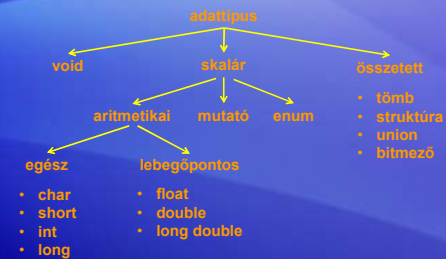 adattípus
void
skalár
összetett
• tömb
• struktúra
• union
• bitmező
aritmetikai
mutató
enum
egész
• char
• short
• int
• long
lebegőpontos
• float
• double
• long double